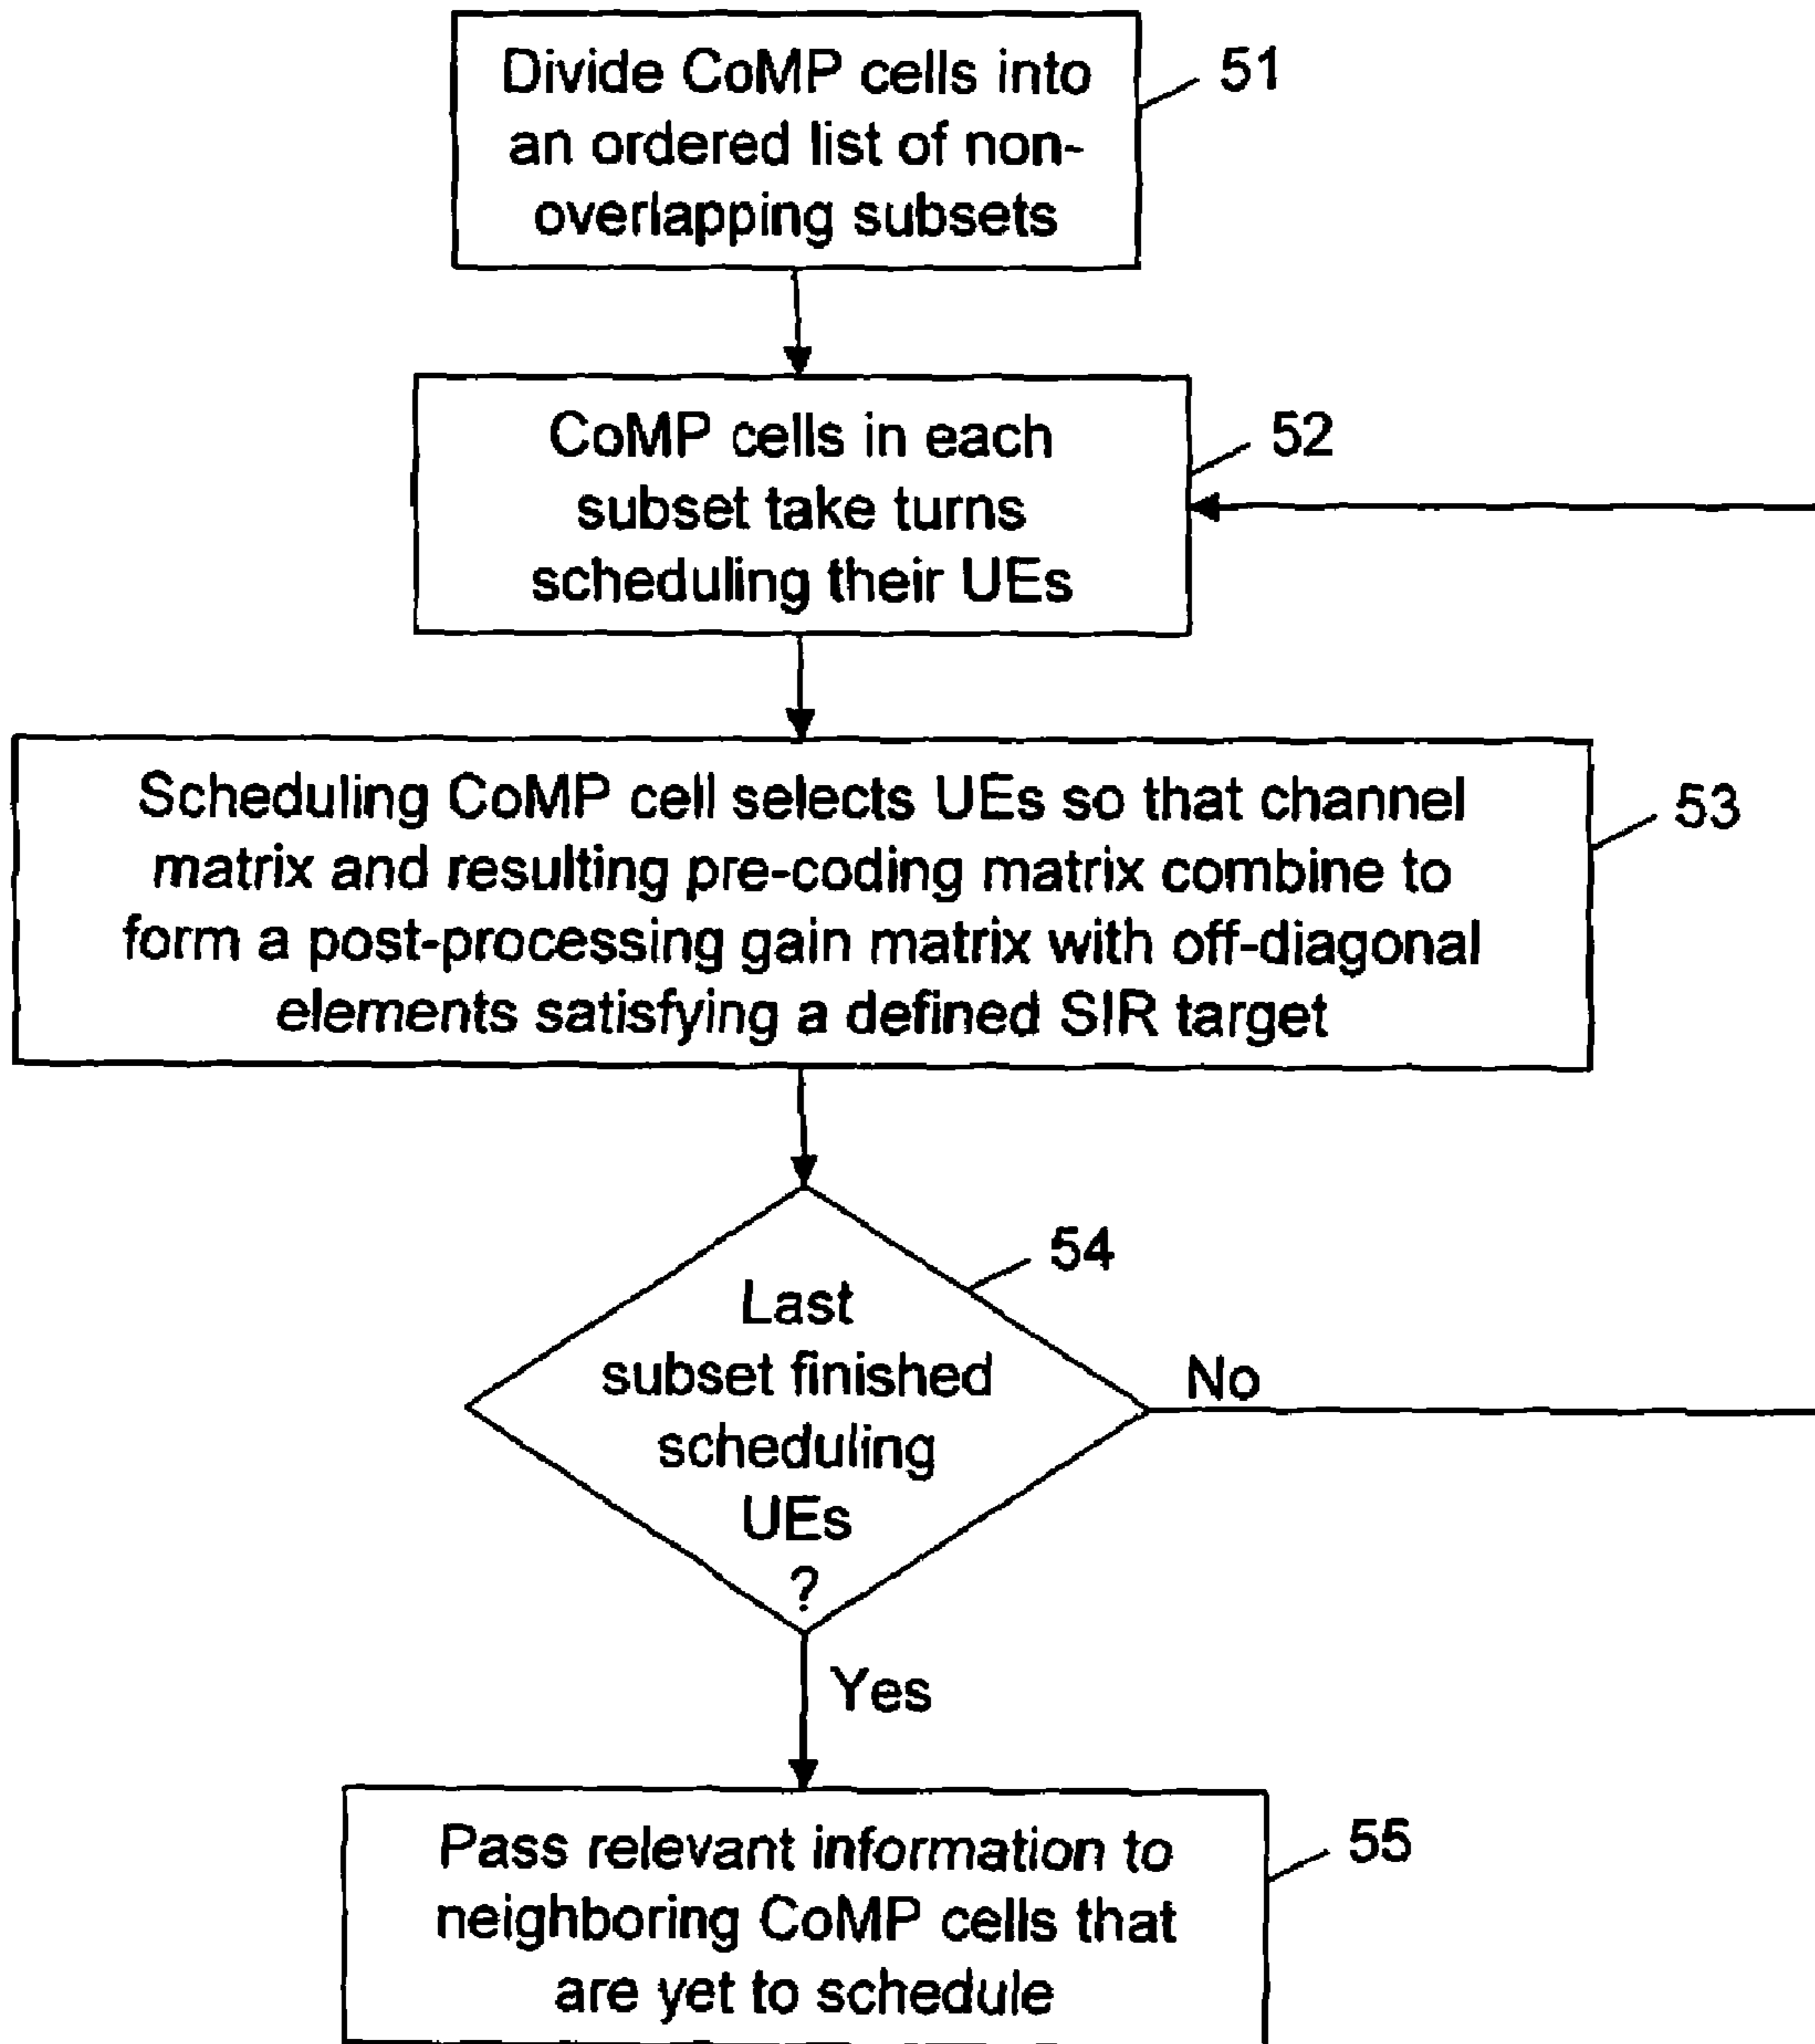 Divide CoMP cells into
an ordered list of non-
overlapping subsets
51
CoMP cells in each
subset take turns
scheduling their UEs
52
Scheduling CoMP cell selects UEs so that channel
matrix and resulting pre-coding matrix combine to
form a post-processing gain matrix with off-diagonal
elements satisfying a defined SIR target
53
54
Last
subset finished
scheduling
UEs
?
No
Yes
Pass relevant information to
neighboring CoMP cells that
are yet to schedule
55